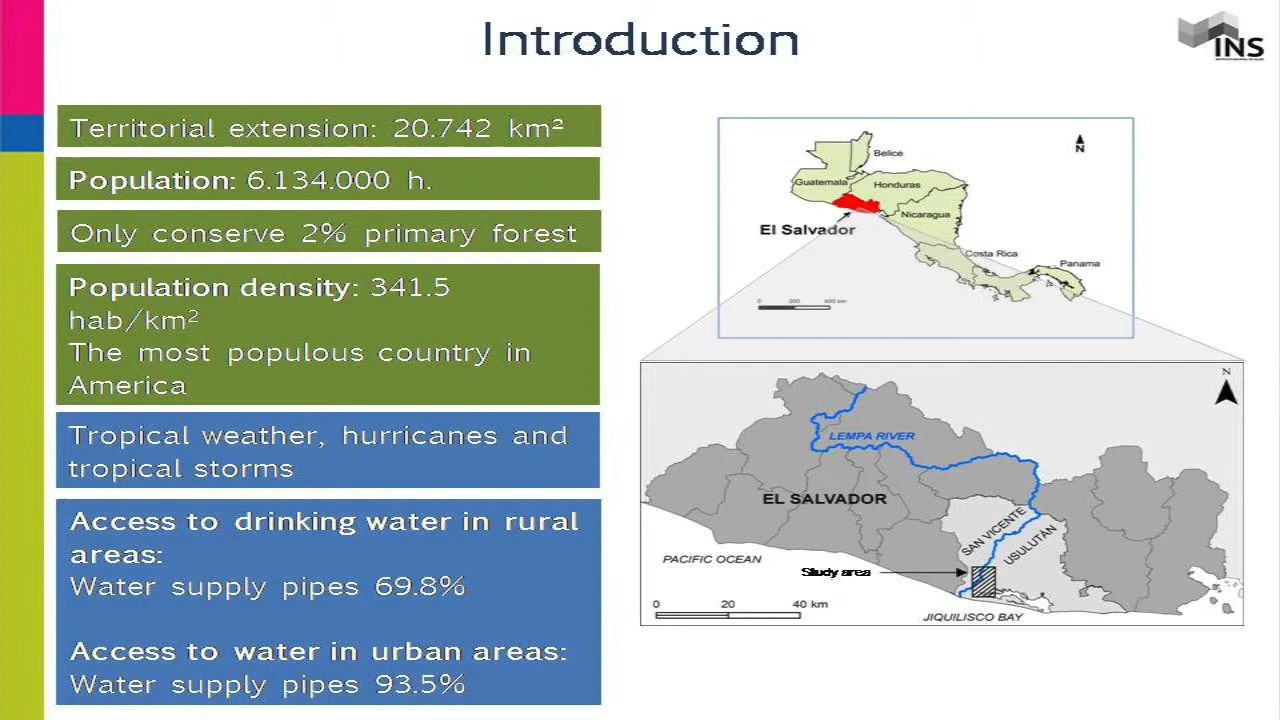 Introduction
INS
Territorial extension: 20.742 km²
Population: 6.134.000 h.
Only conserve 2% primary forest
Population density: 341.5
hab/km²
The most populous country in
America
Tropical weather, hurricanes and
tropical storms
Access to drinking water in rural
areas:
Water supply pipes 69.8%
Access to water in urban areas:
Water supply pipes 93.5%
N
Belice
Guatemala
Honduras
Nicaragua
El Salvador
Costa Rica
Panama
0 200 400 km
N
LEMPA RIVER
EL SALVADOR
SAN VICENTE
USULUTÁN
PACIFIC OCEAN
Study area
0 20 40 km
JIQUILISCO BAY